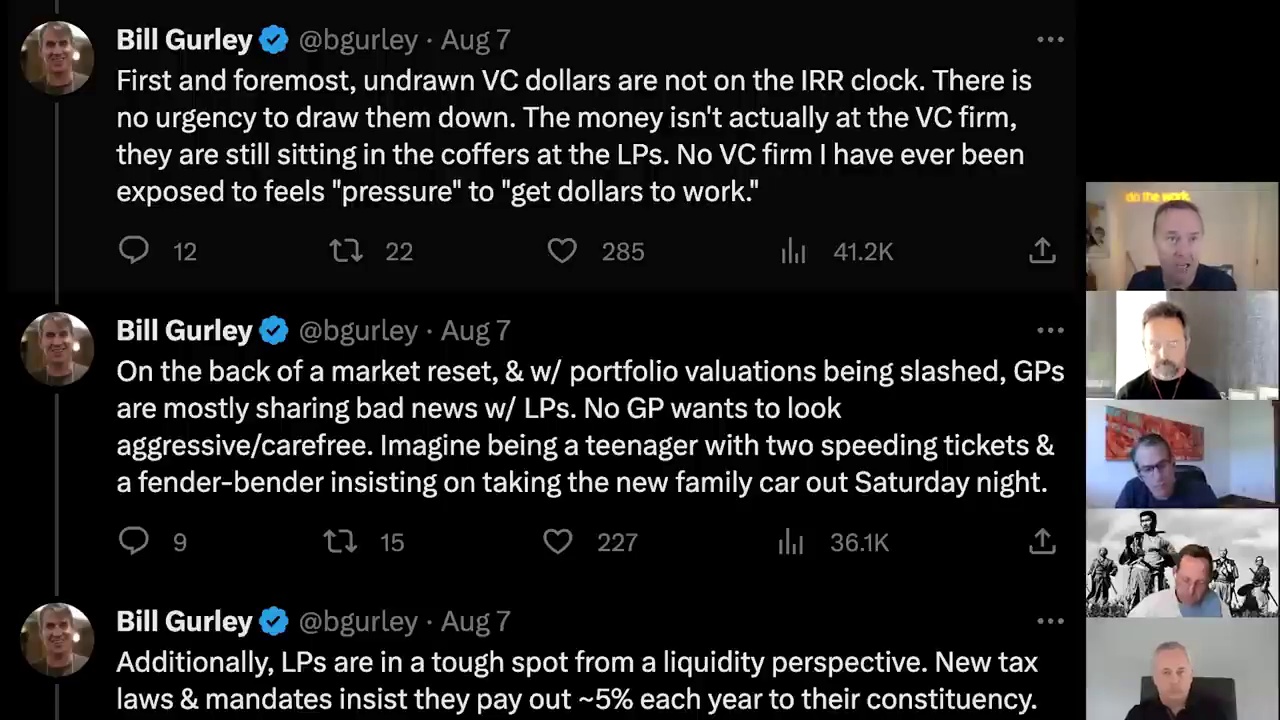 Bill Gurley @bgurley · Aug 7
First and foremost, undrawn VC dollars are not on the IRR clock. There is
no urgency to draw them down. The money isn't actually at the VC firm,
they are still sitting in the coffers at the LPs. No VC firm I have ever been
exposed to feels "pressure" to "get dollars to work."
12 22 285 41.2K
do the work
Bill Gurley @bgurley · Aug 7
On the back of a market reset, & w/ portfolio valuations being slashed, GPs
are mostly sharing bad news w/ LPs. No GP wants to look
aggressive/carefree. Imagine being a teenager with two speeding tickets &
a fender-bender insisting on taking the new family car out Saturday night.
9 15 227 36.1K
Bill Gurley @bgurley · Aug 7
Additionally, LPs are in a tough spot from a liquidity perspective. New tax
laws & mandates insist they pay out ~5% each year to their constituency.